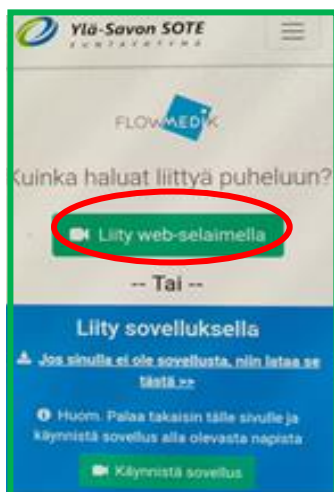 Ylä-Savon SOTE
KUNTAYHTYMÄ
FLOWMEDIK
Kuinka haluat liittyä puheluun?
Liity web-selaimella
-- Tai --
Liity sovelluksella
Jos sinulla ei ole sovellusta, niin lataa se
tästä >>
Huom. Palaa takaisin tälle sivulle ja
käynnistä sovellus alla olevasta napista
Käynnistä sovellus